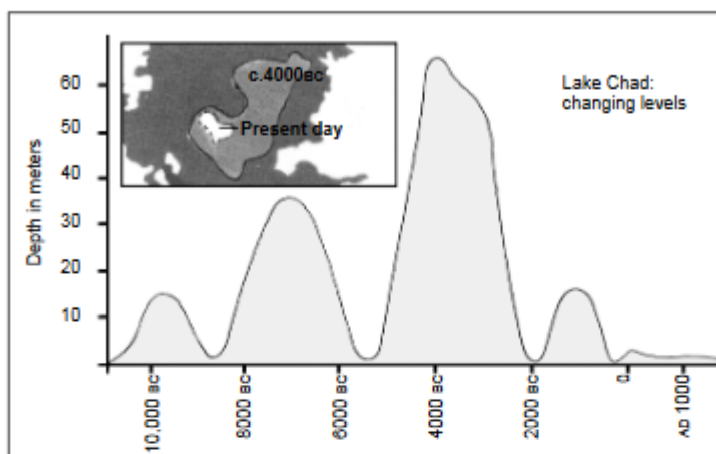 Lake Chad:
changing levels
c.4000BC
Present day
Depth in meters
60
50
40
30
20
10
10,000 BC
8000 BC
6000 BC
4000 BC
2000 BC
0
AD 1000